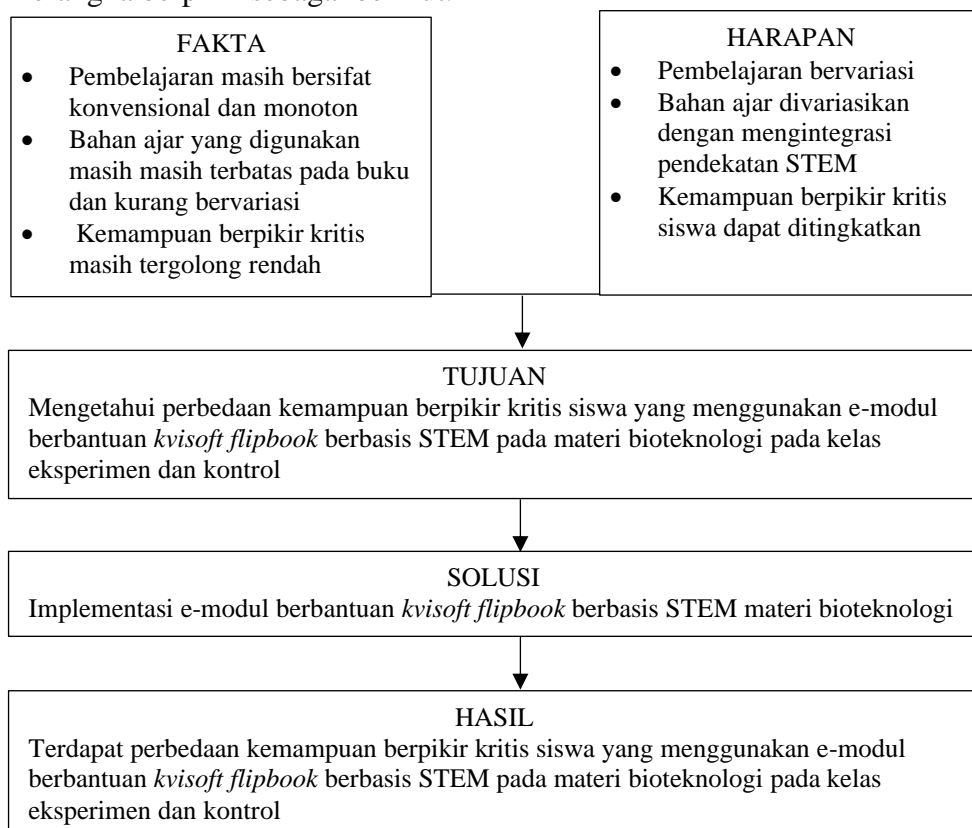 FAKTA
• Pembelajaran masih bersifat
konvensional dan monoton
• Bahan ajar yang digunakan
masih masih terbatas pada buku
dan kurang bervariasi
• Kemampuan berpikir kritis
masih tergolong rendah
HARAPAN
• Pembelajaran bervariasi
• Bahan ajar divariasikan
dengan mengintegrasi
pendekatan STEM
• Kemampuan berpikir kritis
siswa dapat ditingkatkan
TUJUAN
Mengetahui perbedaan kemampuan berpikir kritis siswa yang menggunakan e-modul
berbantuan kvisoft flipbook berbasis STEM pada materi bioteknologi pada kelas
eksperimen dan kontrol
SOLUSI
Implementasi e-modul berbantuan kvisoft flipbook berbasis STEM materi bioteknologi
HASIL
Terdapat perbedaan kemampuan berpikir kritis siswa yang menggunakan e-modul
berbantuan kvisoft flipbook berbasis STEM pada materi bioteknologi pada kelas
eksperimen dan kontrol